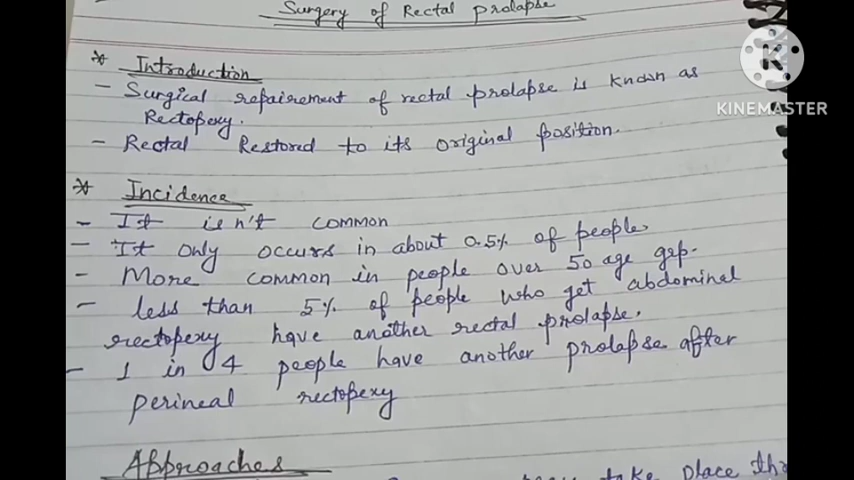 Surgery of Rectal prolapse
* Introduction
- Surgical repairement of rectal prolapse is known as
Rectopexy.
- Rectal Restored to its original position.
* Incidence
- It isn't common
- It only occurs in about 0.5% of people.
- More common in people over 50 age grp.
- less than 5% of people who get abdominal
rectopexy have another rectal prolapse.
- 1 in 4 people have another prolapse after
perineal rectopexy
Approaches
take place
K
KINEMASTER